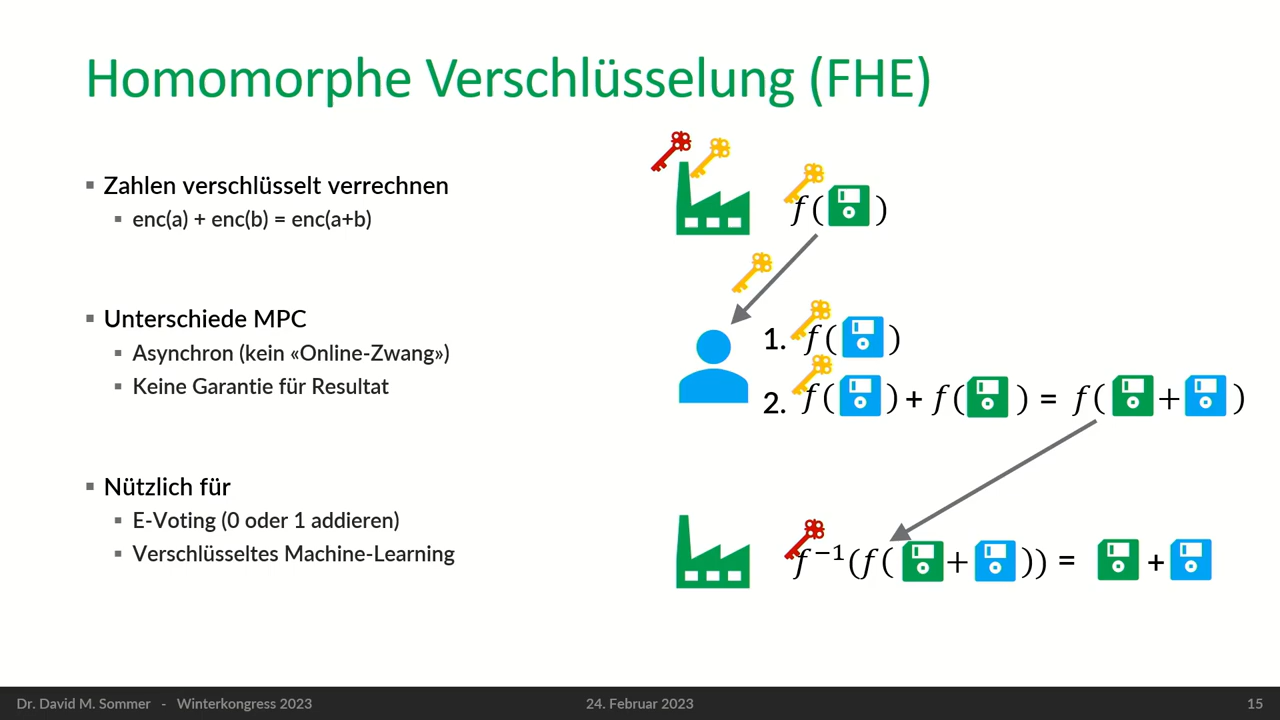 Homomorphe Verschlüsselung (FHE)
▪ Zahlen verschlüsselt verrechnen
▪ enc(a) + enc(b) = enc(a+b)
▪ Unterschiede MPC
▪ Asynchron (kein «Online-Zwang»)
▪ Keine Garantie für Resultat
▪ Nützlich für
▪ E-Voting (0 oder 1 addieren)
▪ Verschlüsseltes Machine-Learning
f( )
1. f( )
2. f( ) + f( ) = f( + )
f⁻¹(f( + )) = +
Dr. David M. Sommer - Winterkongress 2023
24. Februar 2023
15